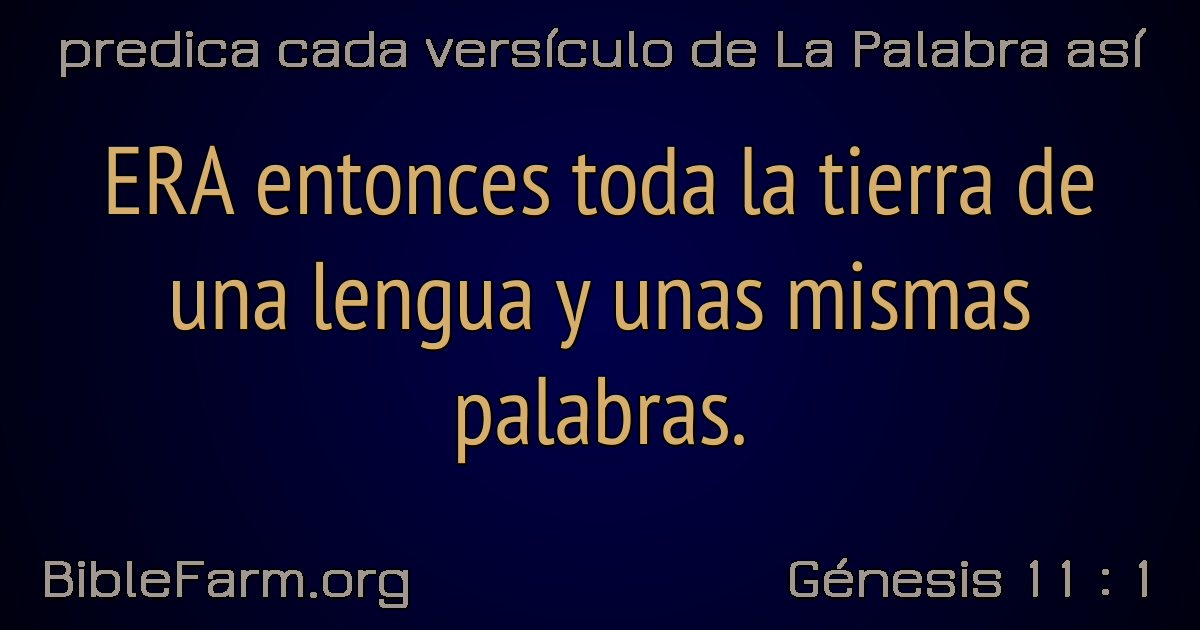 predica cada versículo de La Palabra así
ERA entonces toda la tierra de
una lengua y unas mismas
palabras.
BibleFarm.org
Génesis 11 : 1